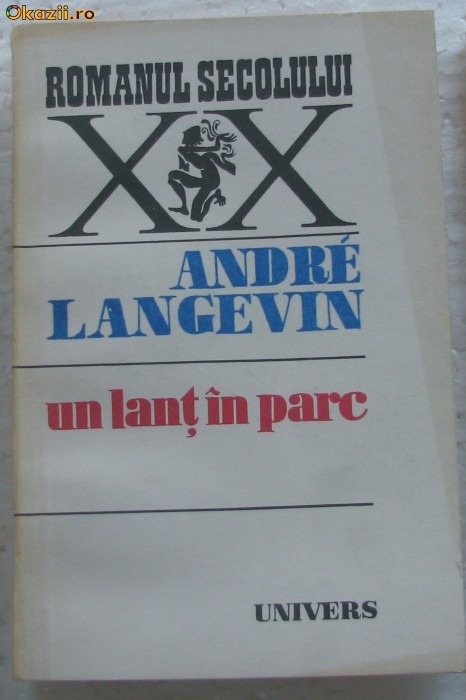 Okazii.ro
ROMANUL SECOLULUI
XX
ANDRÉ
LANGEVIN
un lanț în parc
UNIVERS